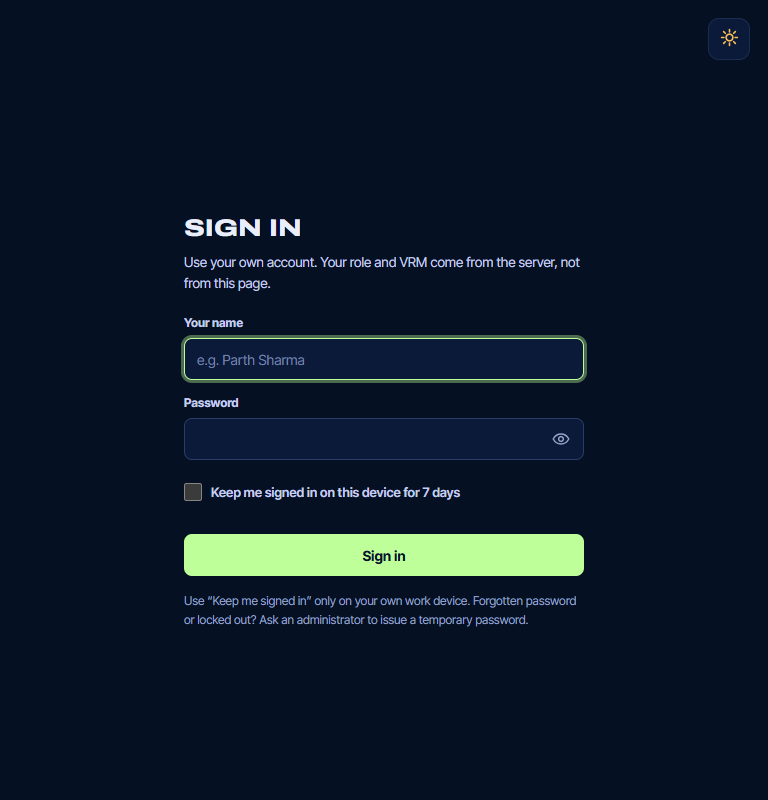 SIGN IN
Use your own account. Your role and VRM come from the server, not
from this page.
Your name
e.g. Parth Sharma
Password
Keep me signed in on this device for 7 days
Sign in
Use “Keep me signed in” only on your own work device. Forgotten password
or locked out? Ask an administrator to issue a temporary password.